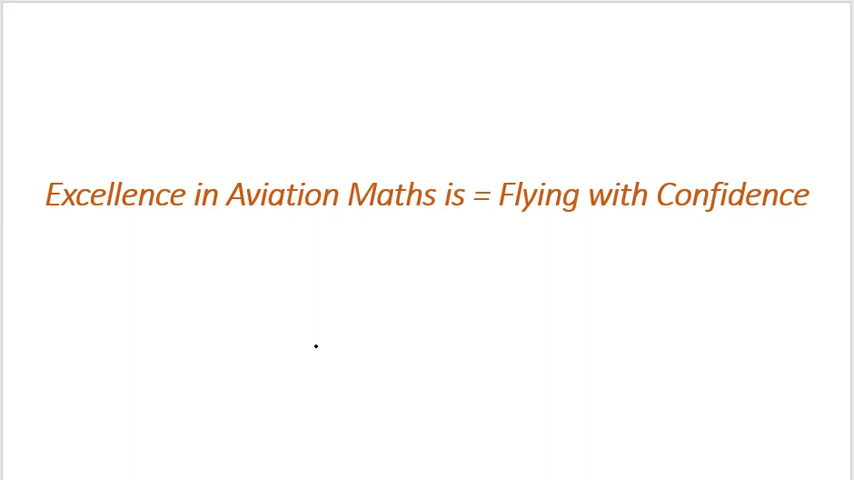 Excellence in Aviation Maths is = Flying with Confidence